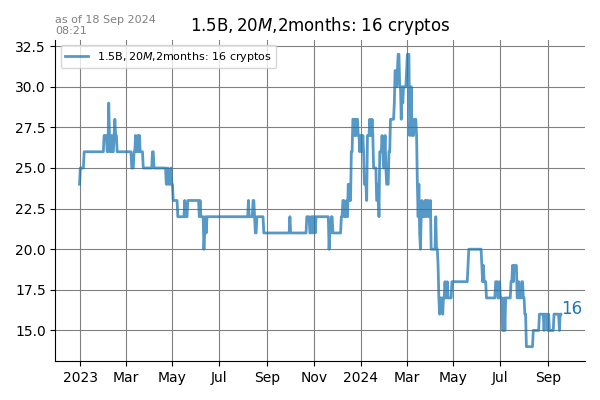 as of 18 Sep 2024
08:21
1.5B, 20M,2months: 16 cryptos
1.5B, 20M,2months: 16 cryptos
32.5
30.0
27.5
25.0
22.5
20.0
17.5
15.0
16
2023 Mar May Jul Sep Nov 2024 Mar May Jul Sep